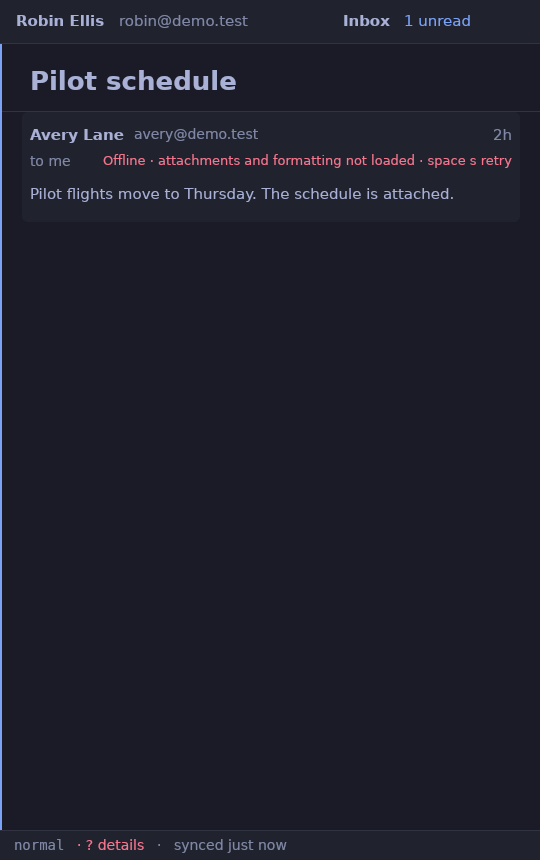 Robin Ellis robin@demo.test Inbox 1 unread
Pilot schedule
Avery Lane avery@demo.test 2h
to me Offline · attachments and formatting not loaded · space s retry
Pilot flights move to Thursday. The schedule is attached.
normal · ? details · synced just now